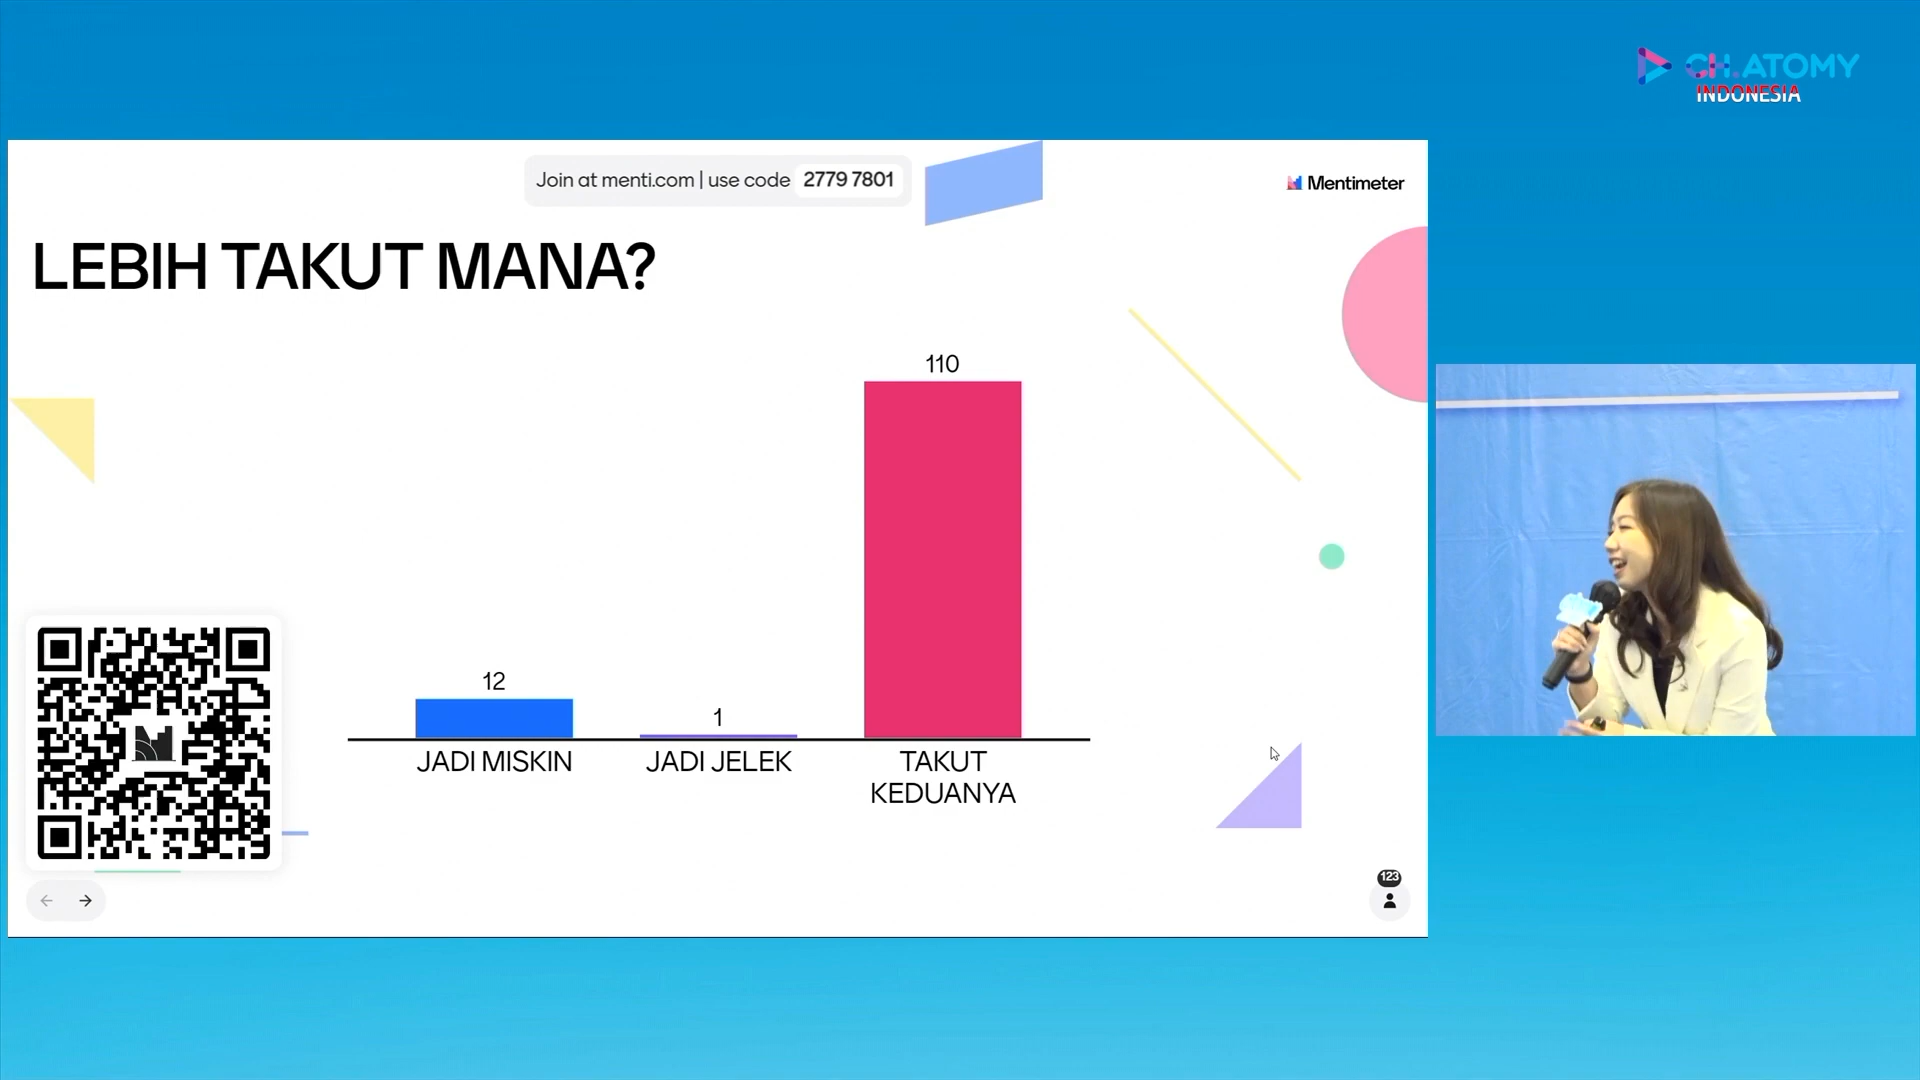 CH.ATOMY
INDONESIA
Join at menti.com | use code 2779 7801
Mentimeter
LEBIH TAKUT MANA?
110
12
1
JADI MISKIN
JADI JELEK
TAKUT
KEDUANYA
123